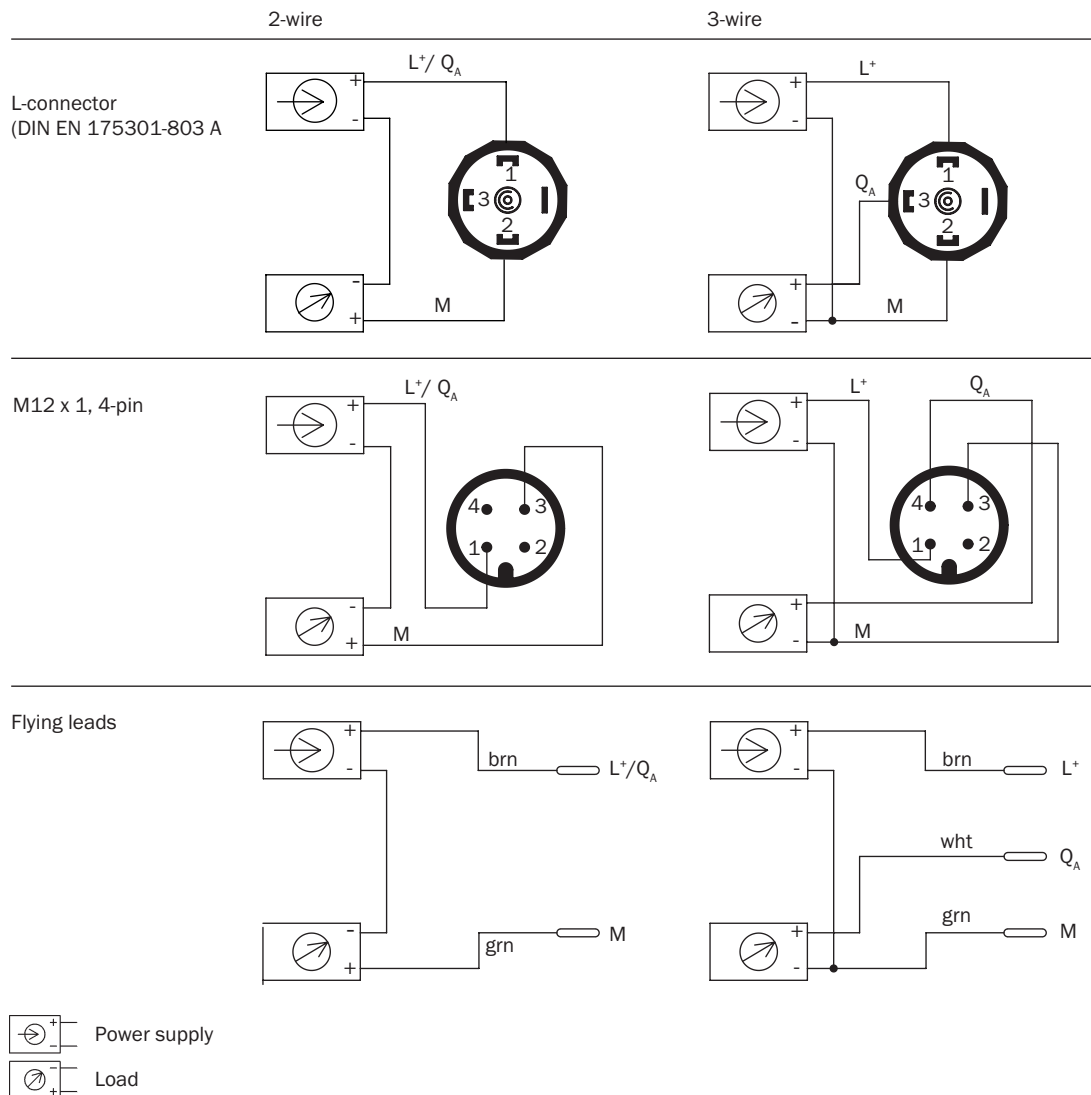 2-wire 3-wire
L-connector
(DIN EN 175301-803 A
+ L⁺/ Q_A
-
1
3
2
-
+ M
+ L⁺
-
1
Q_A 3
2
+
- M
M12 x 1, 4-pin
+ L⁺/ Q_A
-
4 3
1 2
-
+ M
+ L⁺ Q_A
-
4 3
1 2
+
- M
Flying leads
+
- brn L⁺/Q_A
-
+ grn M
+
- brn L⁺
wht Q_A
+ grn M
-
+
- Power supply
-
+ Load